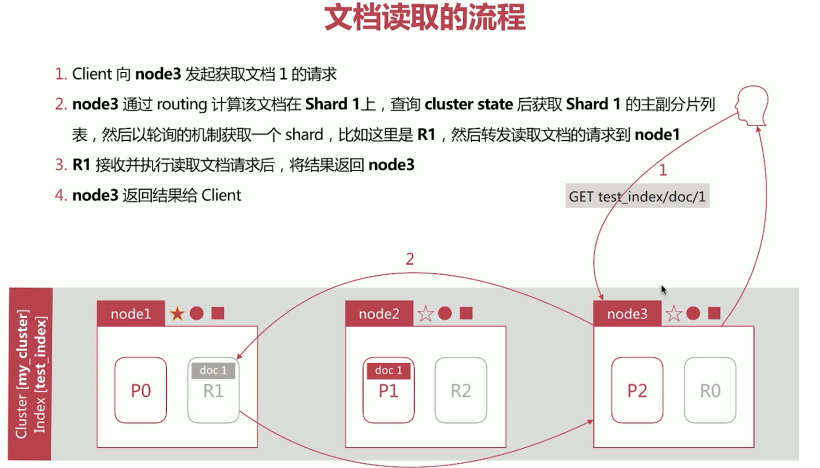 文档读取的流程
1. Client 向 node3 发起获取文档 1 的请求
2. node3 通过 routing 计算该文档在 Shard 1上，查询 cluster state 后获取 Shard 1 的主副分片列
表，然后以轮询的机制获取一个 shard，比如这里是 R1，然后转发读取文档的请求到 node1
3. R1 接收并执行读取文档请求后，将结果返回 node3
4. node3 返回结果给 Client
1
GET test_index/doc/1
2
Cluster [my_cluster]
Index [test_index]
node1
node2
node3
doc 1
doc 1
P0
R1
P1
R2
P2
R0